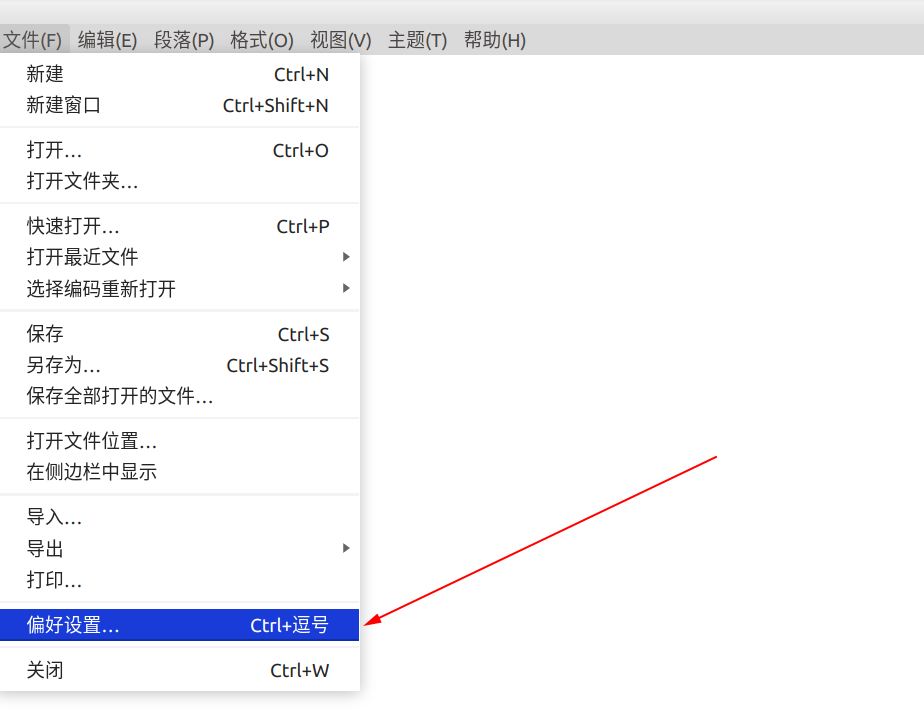 文件(F) 编辑(E) 段落(P) 格式(O) 视图(V) 主题(T) 帮助(H)
新建 Ctrl+N
新建窗口 Ctrl+Shift+N
打开... Ctrl+O
打开文件夹...
快速打开... Ctrl+P
打开最近文件
选择编码重新打开
保存 Ctrl+S
另存为... Ctrl+Shift+S
保存全部打开的文件...
打开文件位置...
在侧边栏中显示
导入...
导出
打印...
偏好设置... Ctrl+逗号
关闭 Ctrl+W